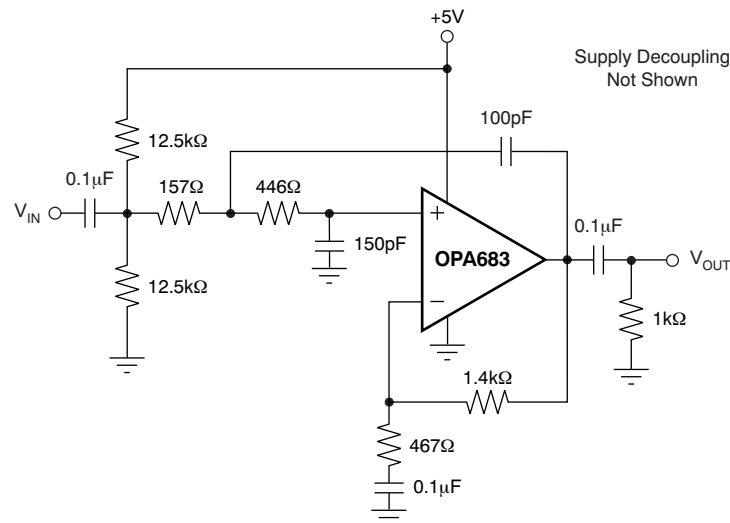 +5V
Supply Decoupling
Not Shown
100pF
12.5kΩ
0.1µF
157Ω
446Ω
V_IN
+
0.1µF
150pF
OPA683
V_OUT
12.5kΩ
−
1kΩ
1.4kΩ
467Ω
0.1µF